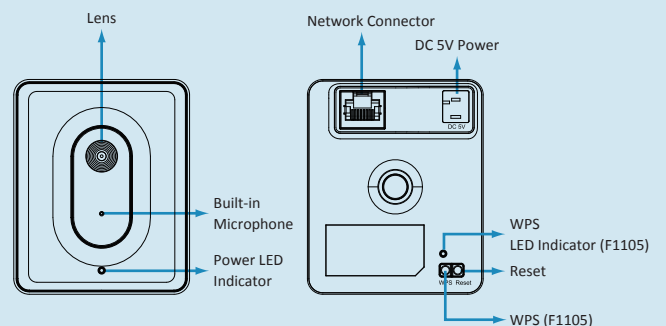 Lens
Network Connector
DC 5V Power
DC 5V
Built-in
Microphone
Power LED
Indicator
WPS
LED Indicator (F1105)
WPS Reset
Reset
WPS (F1105)